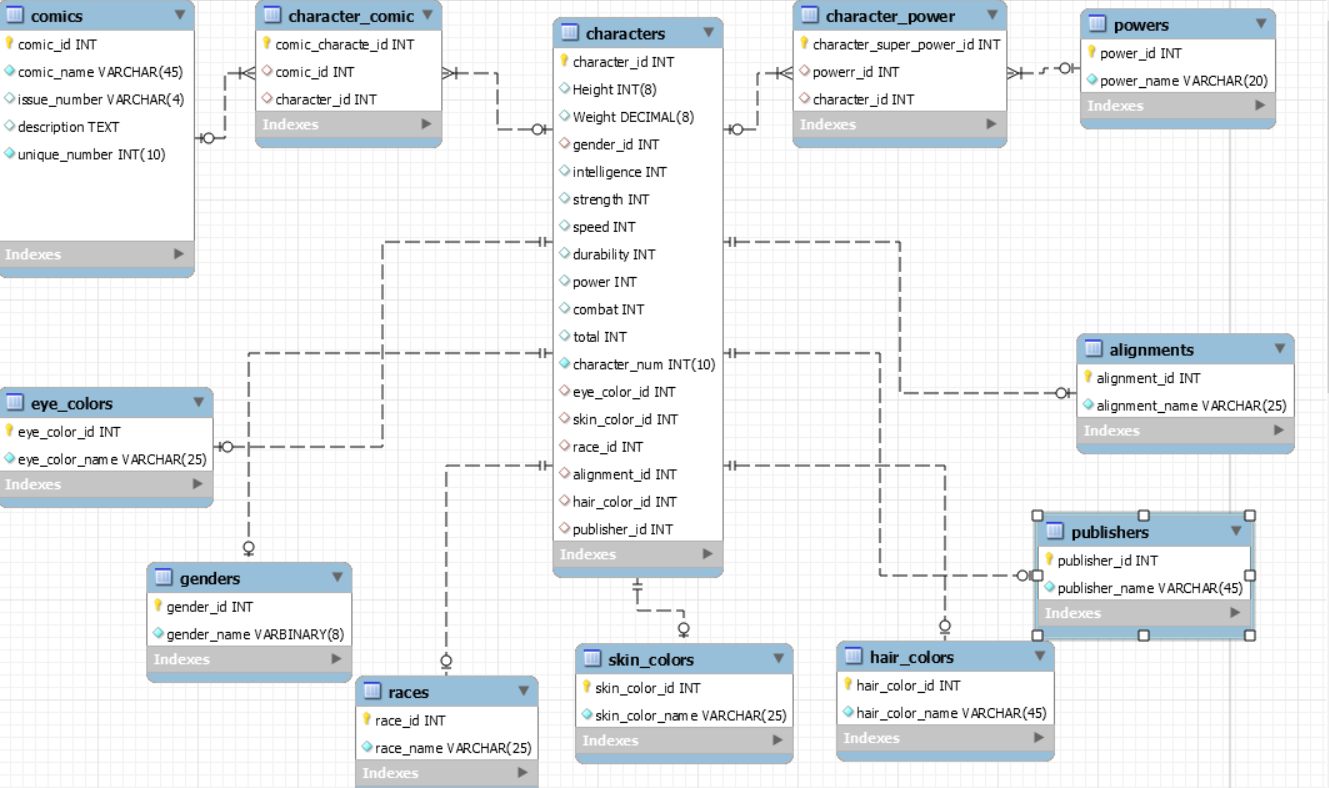 comics
comic_id INT
comic_name VARCHAR(45)
issue_number VARCHAR(4)
description TEXT
unique_number INT(10)
Indexes
character_comic
comic_characte_id INT
comic_id INT
character_id INT
Indexes
characters
character_id INT
Height INT(8)
Weight DECIMAL(8)
gender_id INT
intelligence INT
strength INT
speed INT
durability INT
power INT
combat INT
total INT
character_num INT(10)
eye_color_id INT
skin_color_id INT
race_id INT
alignment_id INT
hair_color_id INT
publisher_id INT
Indexes
character_power
character_super_power_id INT
powerr_id INT
character_id INT
Indexes
powers
power_id INT
power_name VARCHAR(20)
Indexes
alignments
alignment_id INT
alignment_name VARCHAR(25)
Indexes
eye_colors
eye_color_id INT
eye_color_name VARCHAR(25)
Indexes
publishers
publisher_id INT
publisher_name VARCHAR(45)
Indexes
genders
gender_id INT
gender_name VARBINARY(8)
Indexes
races
race_id INT
race_name VARCHAR(25)
Indexes
skin_colors
skin_color_id INT
skin_color_name VARCHAR(25)
Indexes
hair_colors
hair_color_id INT
hair_color_name VARCHAR(45)
Indexes